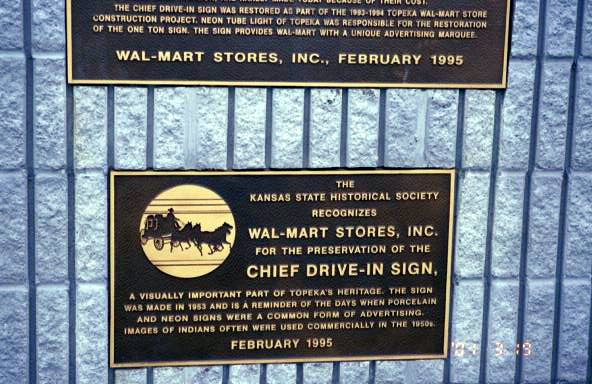 BECAUSE OF THEIR COST.
THE CHIEF DRIVE-IN SIGN WAS RESTORED AS PART OF THE 1993-1994 TOPEKA WAL-MART STORE
CONSTRUCTION PROJECT. NEON TUBE LIGHT OF TOPEKA WAS RESPONSIBLE FOR THE RESTORATION
OF THE ONE TON SIGN. THE SIGN PROVIDES WAL-MART WITH A UNIQUE ADVERTISING MARQUEE.
WAL-MART STORES, INC., FEBRUARY 1995
THE
KANSAS STATE HISTORICAL SOCIETY
RECOGNIZES
WAL-MART STORES, INC.
FOR THE PRESERVATION OF THE
CHIEF DRIVE-IN SIGN,
A VISUALLY IMPORTANT PART OF TOPEKA'S HERITAGE. THE SIGN
WAS MADE IN 1953 AND IS A REMINDER OF THE DAYS WHEN PORCELAIN
AND NEON SIGNS WERE A COMMON FORM OF ADVERTISING.
IMAGES OF INDIANS OFTEN WERE USED COMMERCIALLY IN THE 1950s.
FEBRUARY 1995